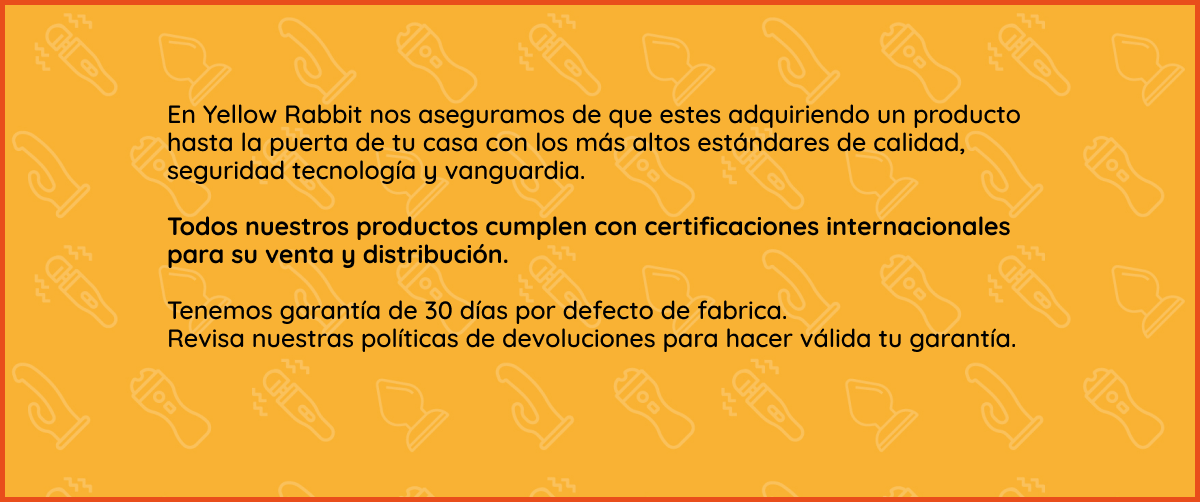 En Yellow Rabbit nos aseguramos de que estes adquiriendo un producto
hasta la puerta de tu casa con los más altos estándares de calidad,
seguridad tecnología y vanguardia.
Todos nuestros productos cumplen con certificaciones internacionales
para su venta y distribución.
Tenemos garantía de 30 días por defecto de fabrica.
Revisa nuestras políticas de devoluciones para hacer válida tu garantía.